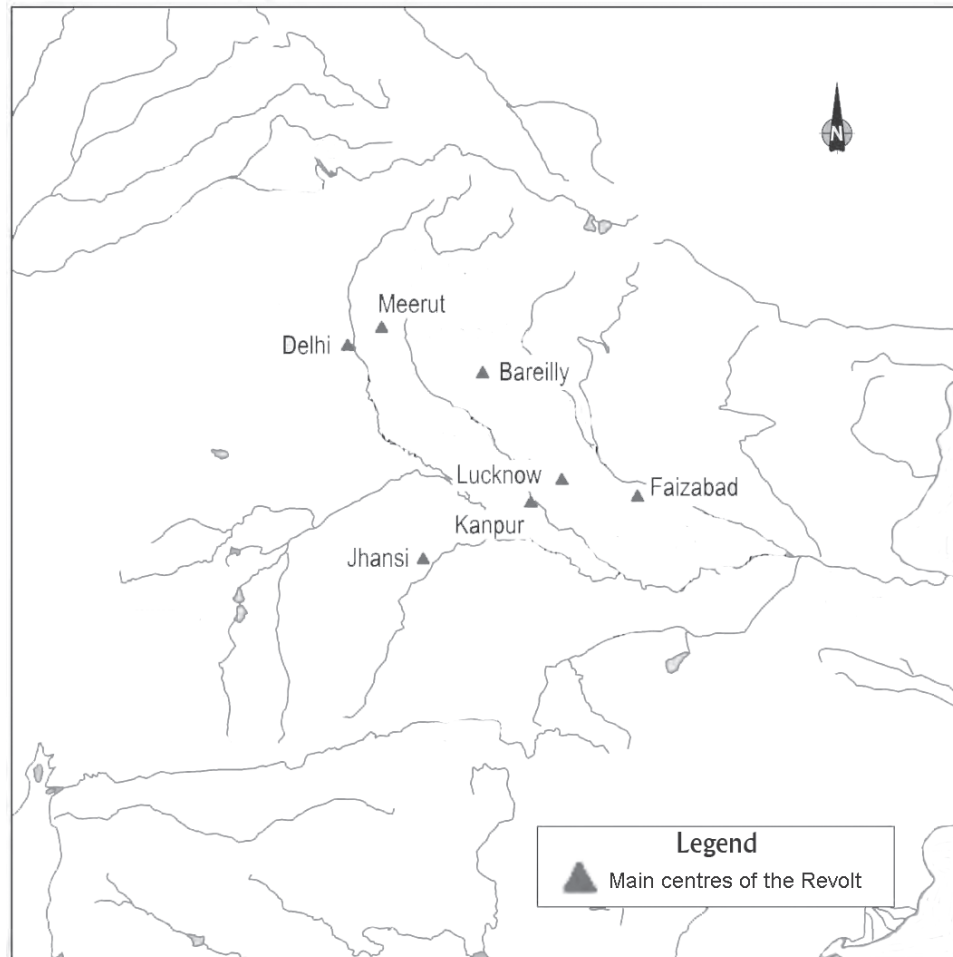 N
Meerut
Delhi
Bareilly
Lucknow
Faizabad
Kanpur
Jhansi
Legend
Main centres of the Revolt